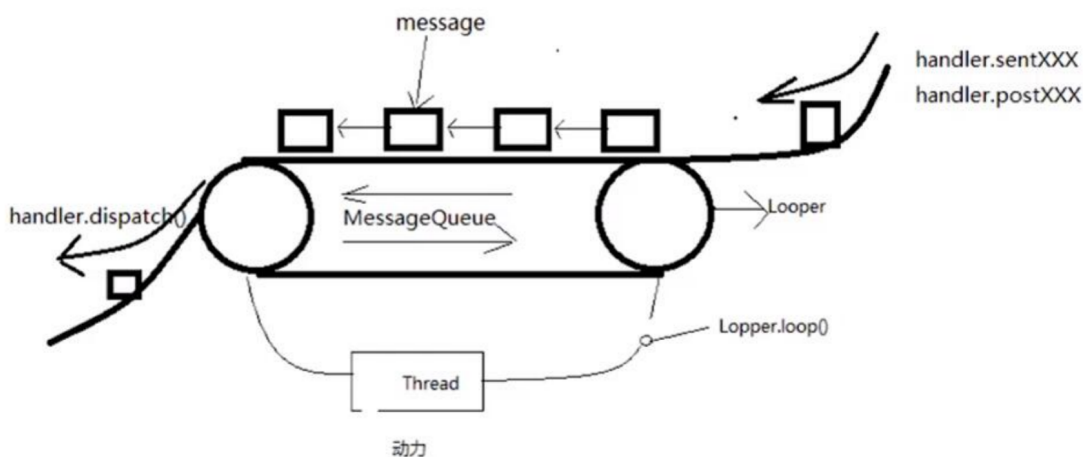 message
handler.sentXXX
handler.postXXX
handler.dispatch()
MessageQueue
Looper
Lopper.loop()
Thread
动力